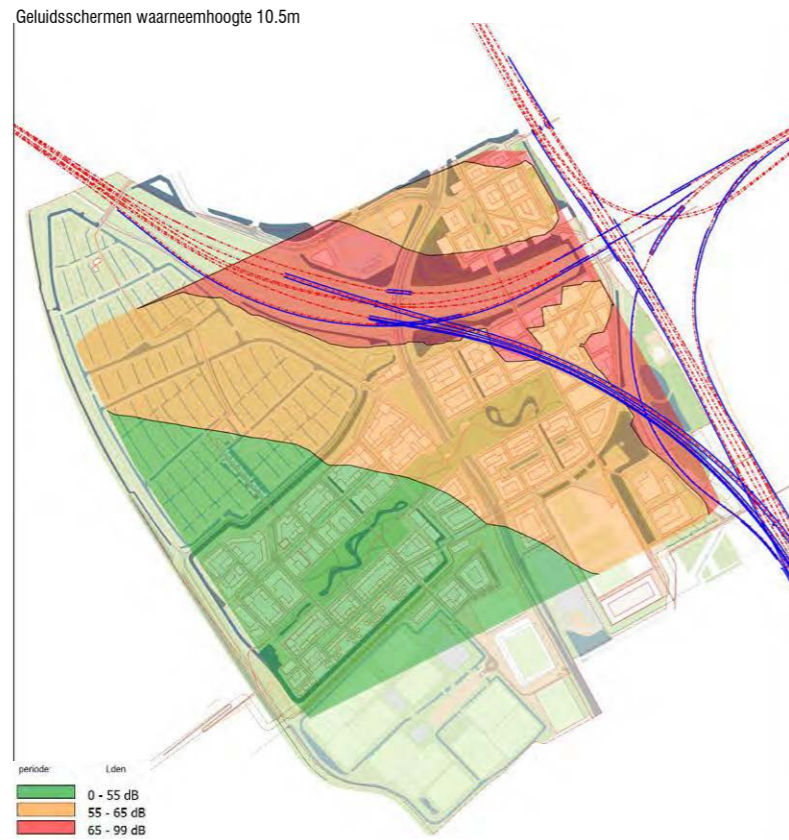 Geluidsschermen waarneemhoogte 10.5m
periode: Lden
0 - 55 dB
55 - 65 dB
65 - 99 dB